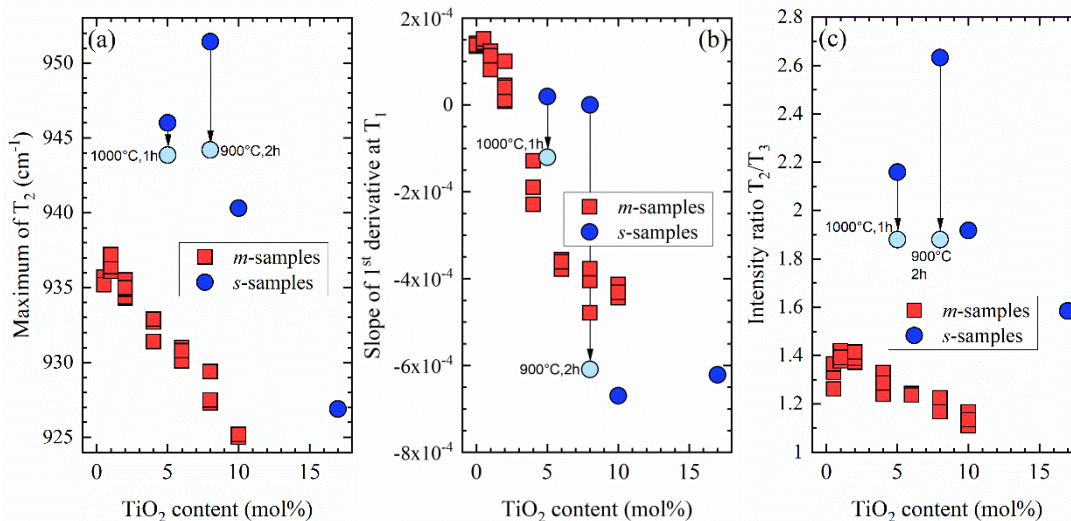 (a)
950
945
940
935
930
925
Maximum of T2 (cm-1)
1000°C,1h
900°C,2h
m-samples
s-samples
0 5 10 15
TiO2 content (mol%)
(b)
2x10-4
0
-2x10-4
-4x10-4
-6x10-4
-8x10-4
Slope of 1st derivative at T1
1000°C,1h
m-samples
s-samples
900°C,2h
0 5 10 15
TiO2 content (mol%)
(c)
2.8
2.6
2.4
2.2
2
1.8
1.6
1.4
1.2
1
Intensity ratio T2/T3
1000°C,1h
900°C
2h
m-samples
s-samples
0 5 10 15
TiO2 content (mol%)